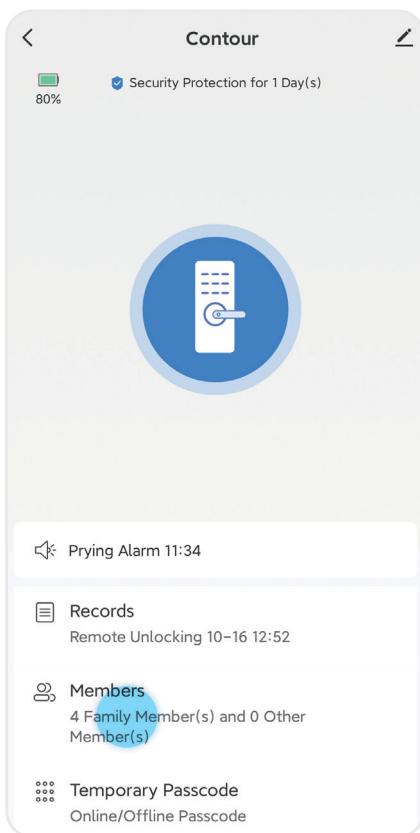 Contour
80%
Security Protection for 1 Day(s)
Prying Alarm 11:34
Records
Remote Unlocking 10-16 12:52
Members
4 Family Member(s) and 0 Other
Member(s)
Temporary Passcode
Online/Offline Passcode